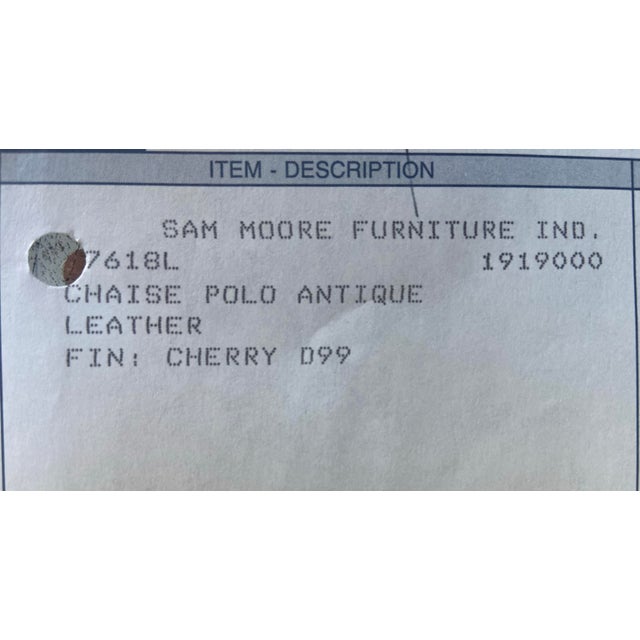 ITEM - DESCRIPTION
SAM MOORE FURNITURE IND.
7618L 1919000
CHAISE POLO ANTIQUE
LEATHER
FIN: CHERRY D99